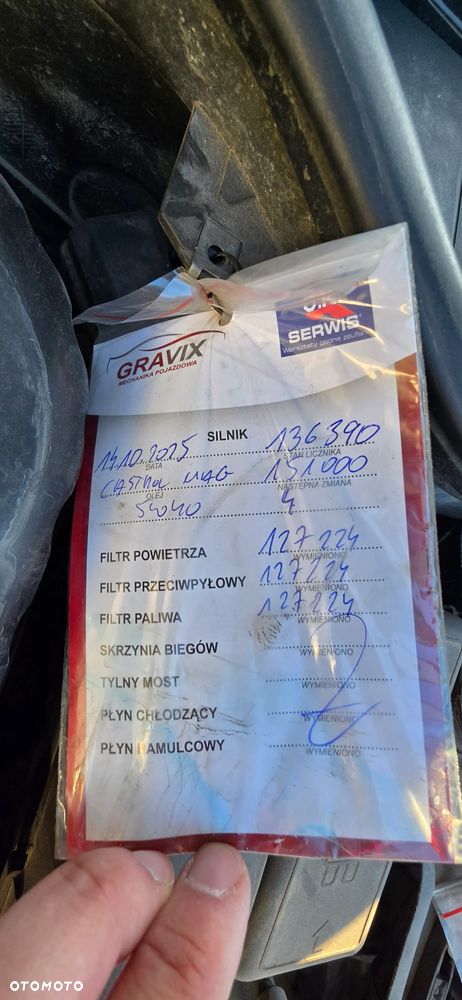 GRAVIX
MECHANIKA POJAZDOWA
SERWIS
Warsztaty godne zaufania
SILNIK
14.10.2025 136390
DATA STAN LICZNIKA
CASTROL MAG 151000
OLEJ NASTĘPNA ZMIANA
5W40 4
FILTR POWIETRZA 127224
WYMIENIONO
FILTR PRZECIWPYŁOWY 127224
WYMIENIONO
FILTR PALIWA 127224
WYMIENIONO
SKRZYNIA BIEGÓW
WYMIENIONO
TYLNY MOST
WYMIENIONO
PŁYN CHŁODZĄCY
WYMIENIONO
PŁYN HAMULCOWY
WYMIENIONO
OTOMOTO